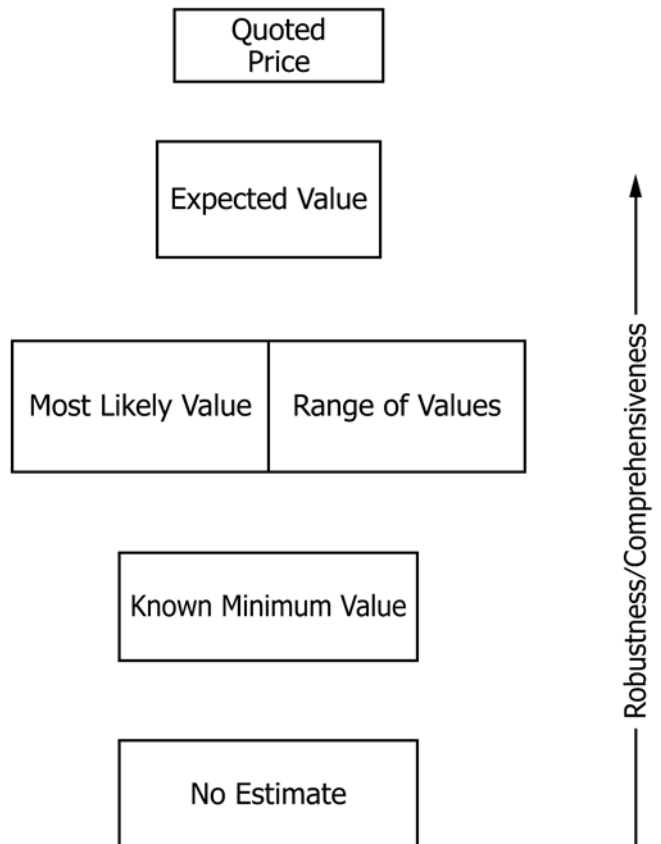 Quoted
Price
Expected Value
Most Likely Value
Range of Values
Known Minimum Value
No Estimate
Robustness/Comprehensiveness